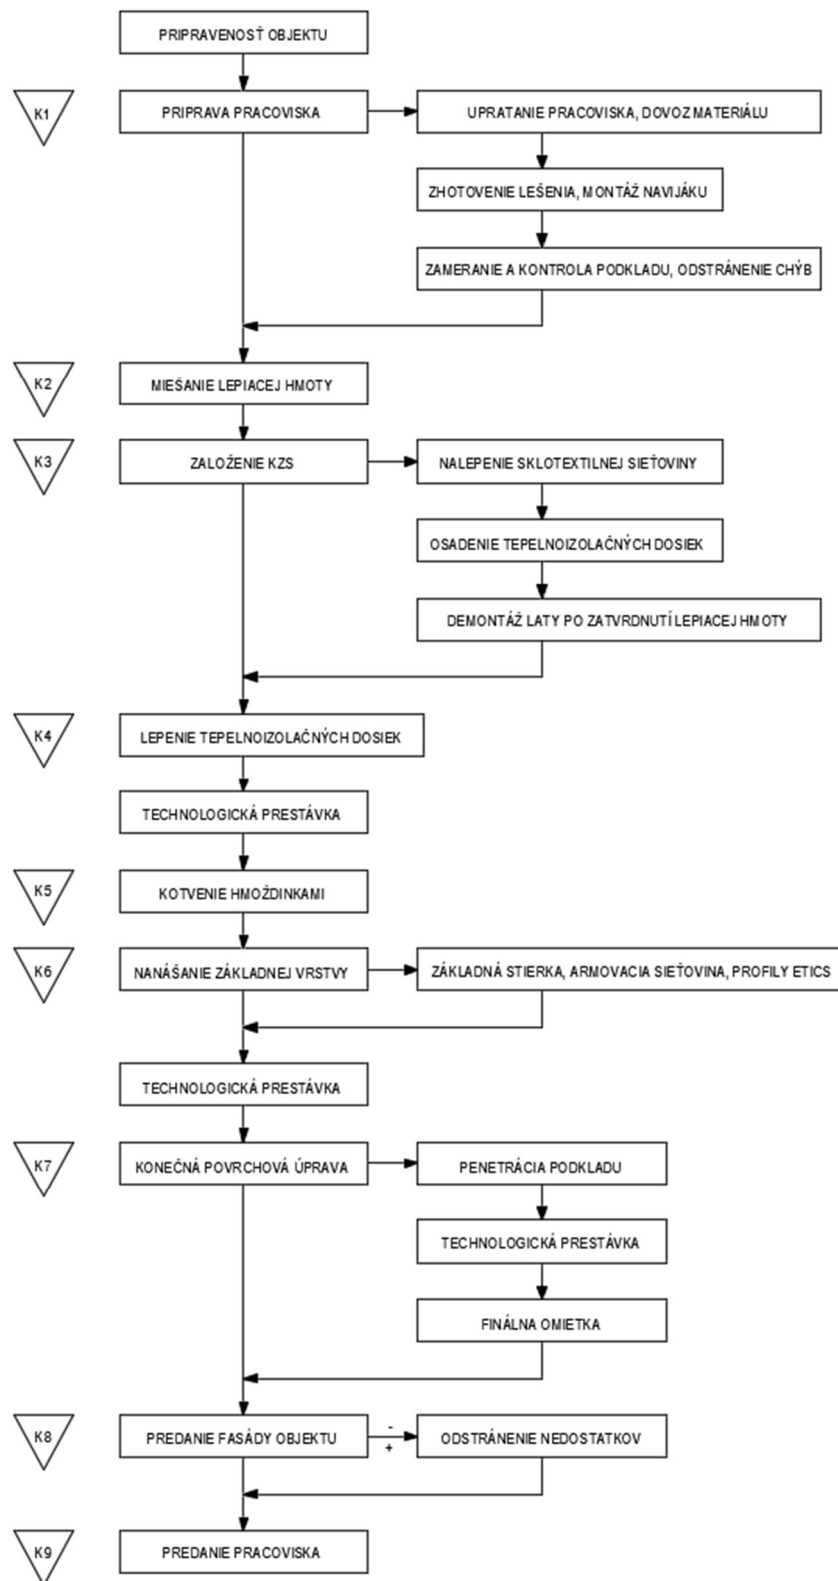 PRIPRAVENOSŤ OBJEKTU
K1
PRIPRAVA PRACOVISKA
UPRATANIE PRACOVISKA, DOVOZ MATERIÁLU
ZHOTOVENIE LEŠENIA, MONTÁŽ NAVIJÁKU
ZAMERANIE A KONTROLA PODKLADU, ODSTRÁNENIE CHÝB
K2
MIEŠANIE LEPIACEJ HMOTY
K3
ZALOŽENIE KZS
NALEPENIE SKLOTEXTILNEJ SIEŤOVINY
OSADENIE TEPELNOIZOLAČNÝCH DOSIEK
DEMONTÁŽ LATY PO ZATVRDNUTÍ LEPIACEJ HMOTY
K4
LEPENIE TEPELNOIZOLAČNÝCH DOSIEK
TECHNOLOGICKÁ PRESTÁVKA
K5
KOTVENIE HMOŽDINKAMI
K6
NANÁŠANIE ZÁKLADNEJ VRSTVY
ZÁKLADNÁ STIERKA, ARMOVACIA SIEŤOVINA, PROFILY ETICS
TECHNOLOGICKÁ PRESTÁVKA
K7
KONEČNÁ POVRCHOVÁ ÚPRAVA
PENETRÁCIA PODKLADU
TECHNOLOGICKÁ PRESTÁVKA
FINÁLNA OMIETKA
K8
PREDANIE FASÁDY OBJEKTU
-
+
ODSTRÁNENIE NEDOSTATKOV
K9
PREDANIE PRACOVISKA